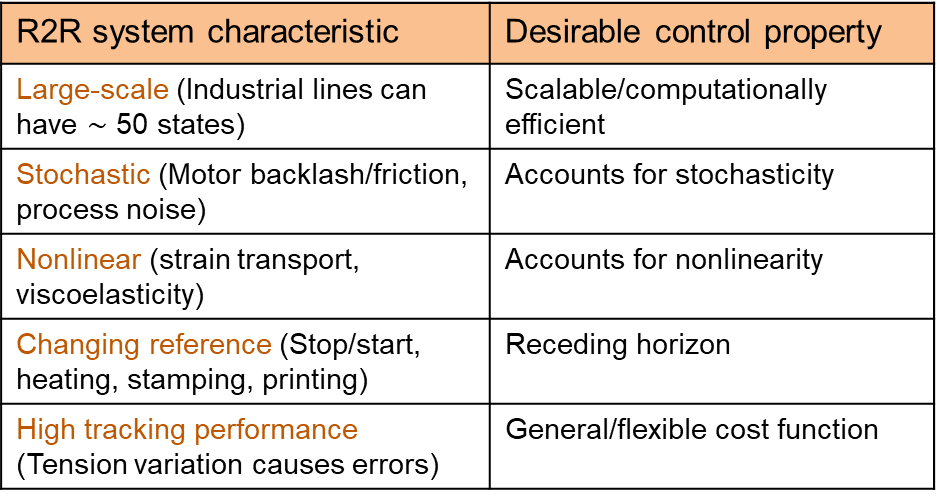 R2R system characteristic
Desirable control property
Large-scale (Industrial lines can
have ~ 50 states)
Scalable/computationally
efficient
Stochastic (Motor backlash/friction,
process noise)
Accounts for stochasticity
Nonlinear (strain transport,
viscoelasticity)
Accounts for nonlinearity
Changing reference (Stop/start,
heating, stamping, printing)
Receding horizon
High tracking performance
(Tension variation causes errors)
General/flexible cost function